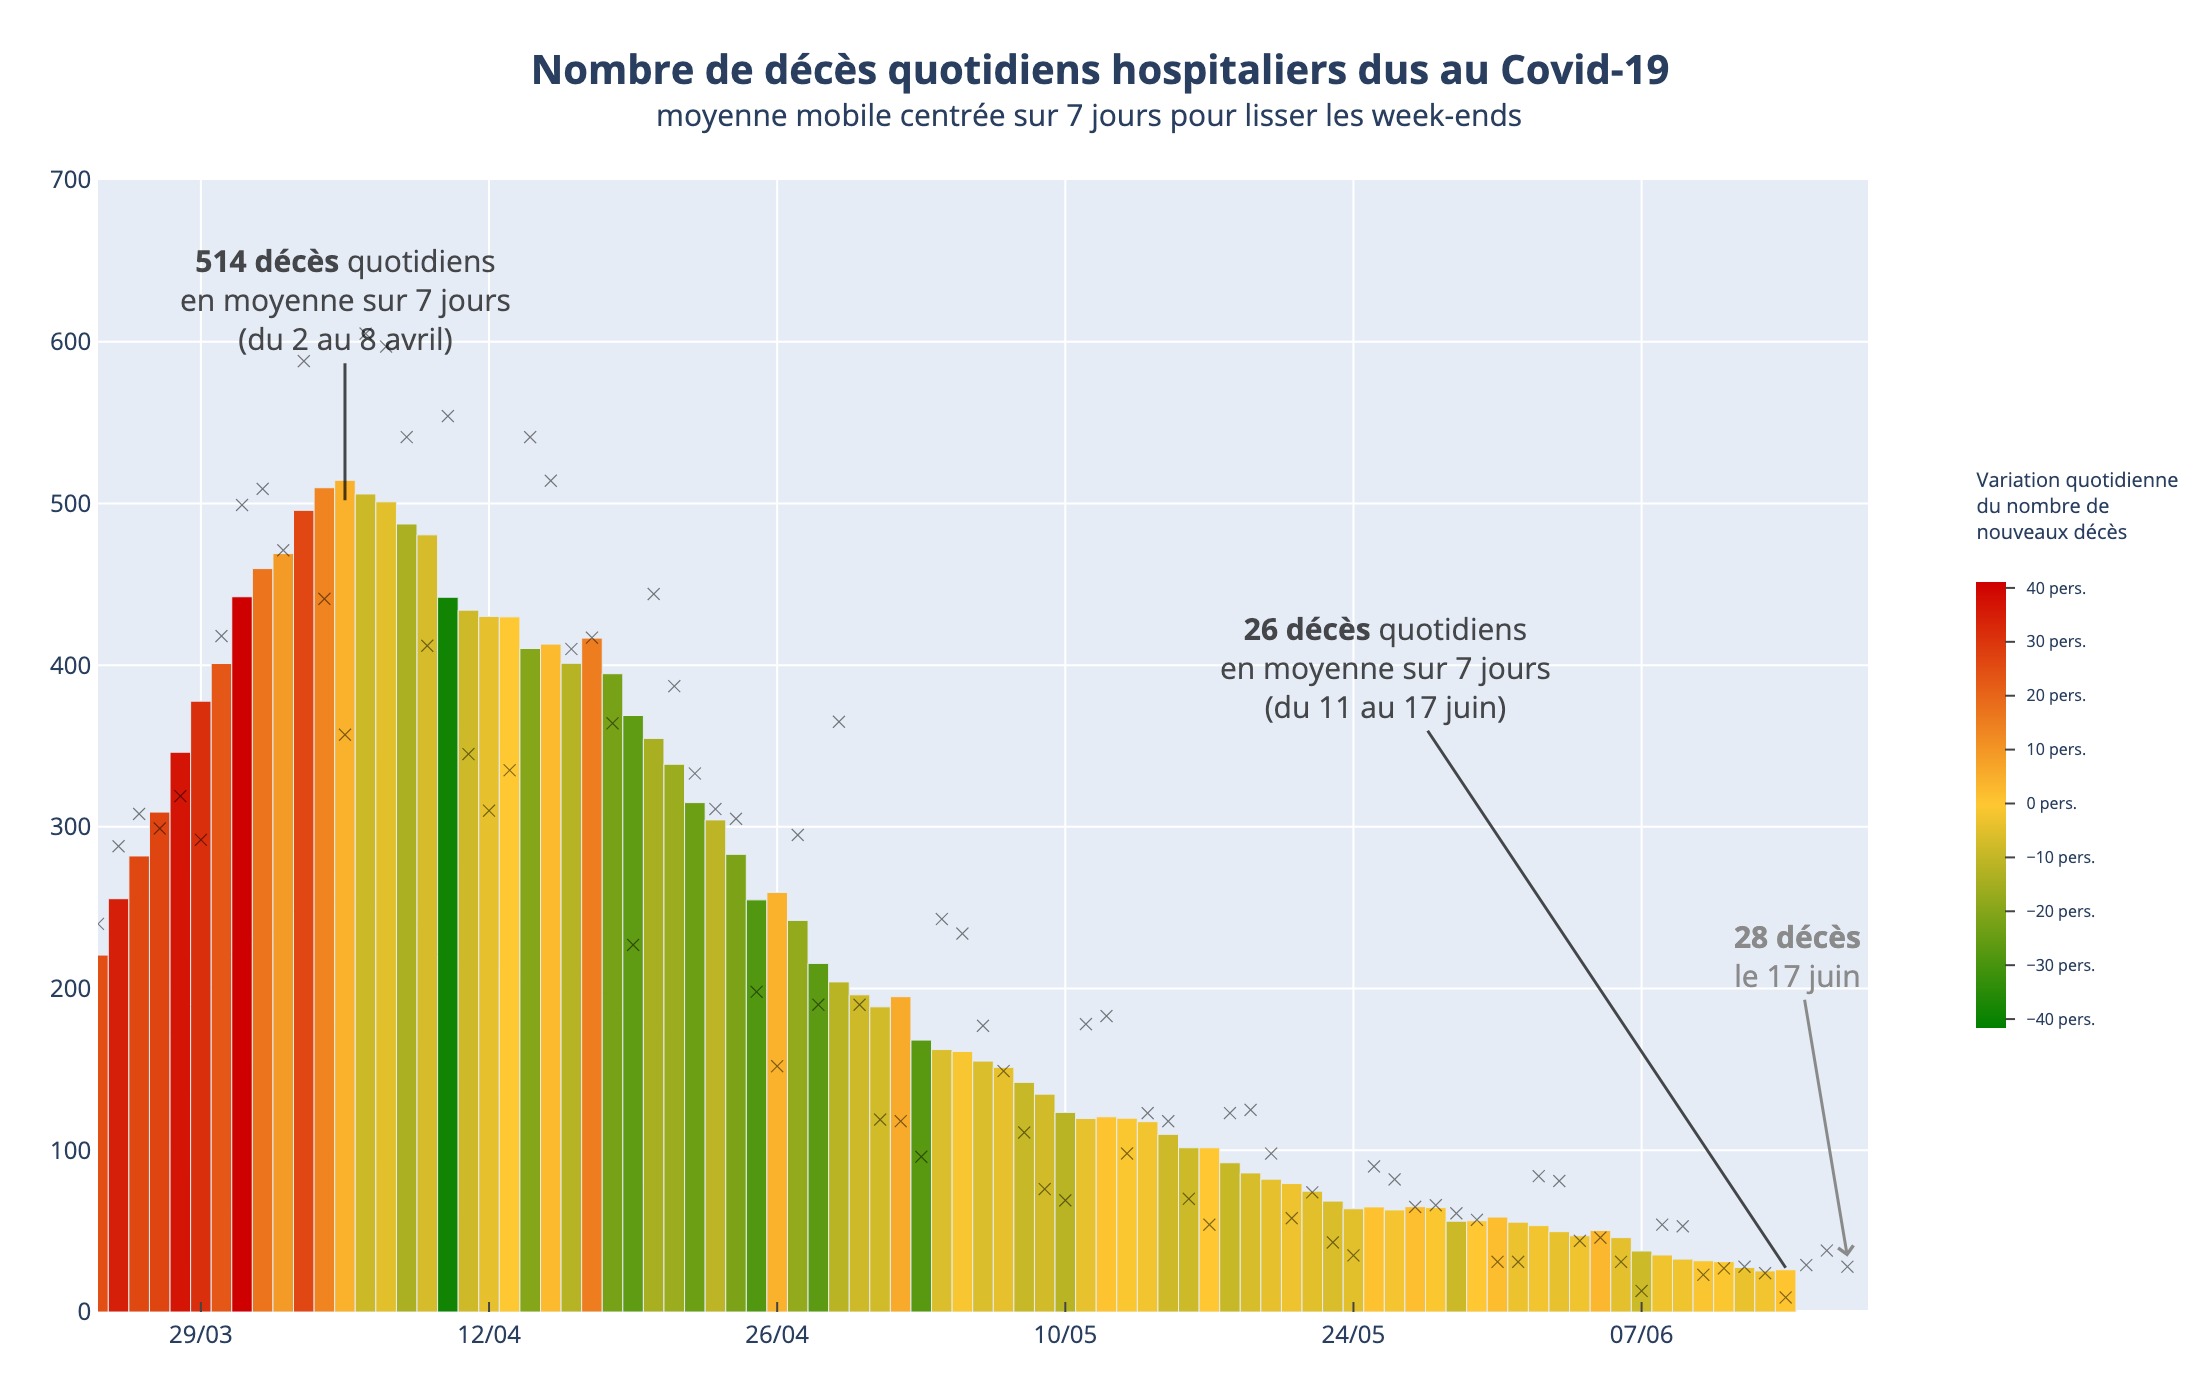 Nombre de décès quotidiens hospitaliers dus au Covid-19
moyenne mobile centrée sur 7 jours pour lisser les week-ends
700
600
500
400
300
200
100
0
514 décès quotidiens
en moyenne sur 7 jours
(du 2 au 8 avril)
26 décès quotidiens
en moyenne sur 7 jours
(du 11 au 17 juin)
28 décès
le 17 juin
29/03
12/04
26/04
10/05
24/05
07/06
Variation quotidienne
du nombre de
nouveaux décès
40 pers.
30 pers.
20 pers.
10 pers.
0 pers.
−10 pers.
−20 pers.
−30 pers.
−40 pers.